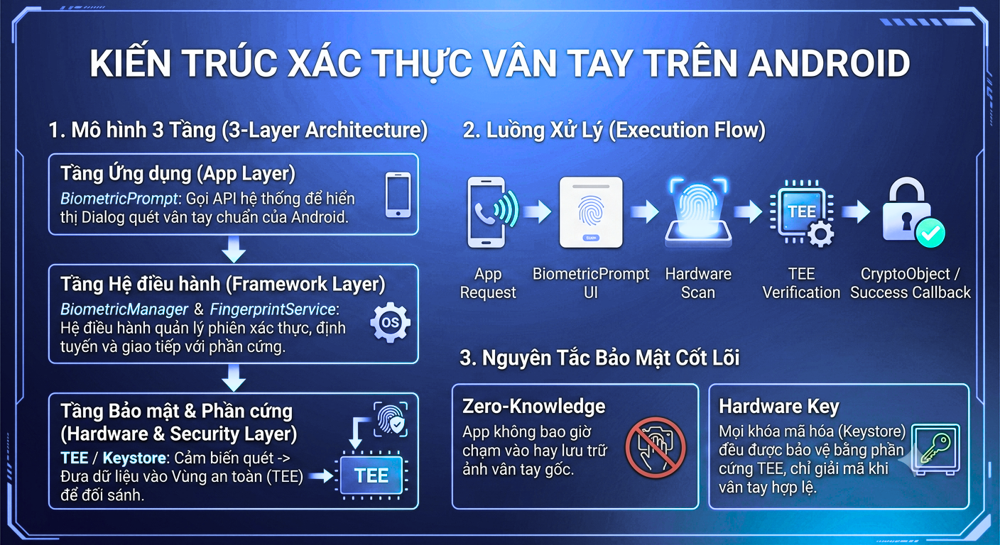 KIẾN TRÚC XÁC THỰC VÂN TAY TRÊN ANDROID
1. Mô hình 3 Tầng (3-Layer Architecture)
Tầng Ứng dụng (App Layer)
BiometricPrompt: Gọi API hệ thống để hiển
thị Dialog quét vân tay chuẩn của Android.
Tầng Hệ điều hành (Framework Layer)
BiometricManager & FingerprintService:
Hệ điều hành quản lý phiên xác thực, định
tuyến và giao tiếp với phần cứng.
OS
Tầng Bảo mật & Phần cứng
(Hardware & Security Layer)
TEE / Keystore: Cảm biến quét ->
Đưa dữ liệu vào Vùng an toàn (TEE)
để đối sánh.
TEE
2. Luồng Xử Lý (Execution Flow)
TEE
App
Request
BiometricPrompt
UI
Hardware
Scan
TEE
Verification
CryptoObject /
Success Callback
3. Nguyên Tắc Bảo Mật Cốt Lõi
Zero-Knowledge
App không bao giờ
chạm vào hay lưu trữ
ảnh vân tay gốc.
Hardware Key
Mọi khóa mã hóa (Keystore)
đều được bảo vệ bằng phần
cứng TEE, chỉ giải mã khi
vân tay hợp lệ.